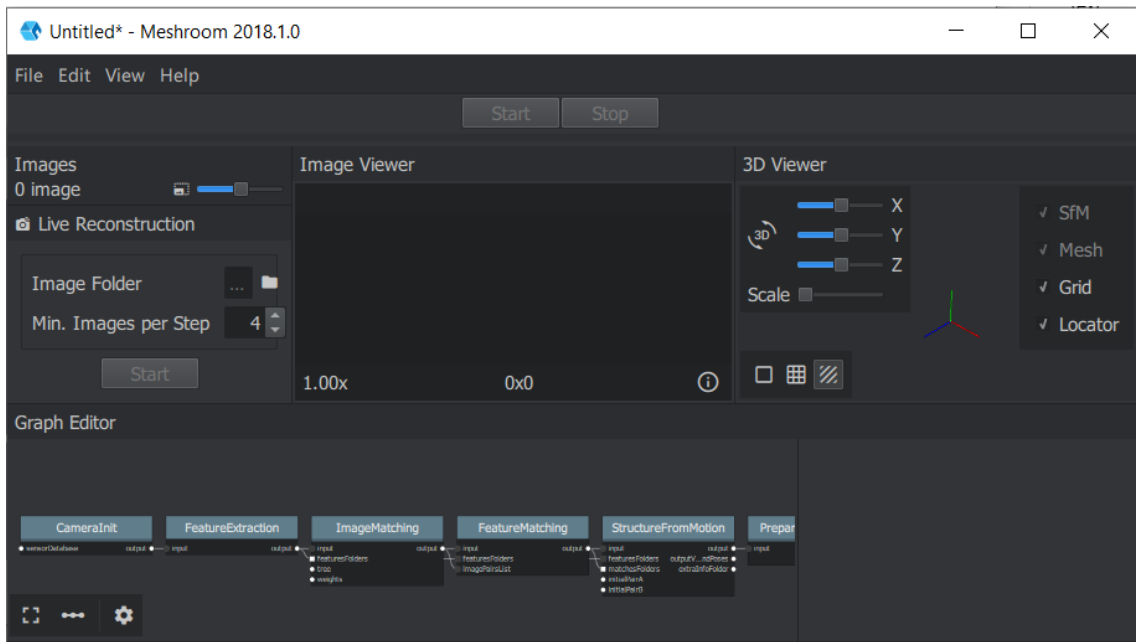 Untitled* - Meshroom 2018.1.0
File Edit View Help
Start Stop
Images
0 image
Live Reconstruction
Image Folder ...
Min. Images per Step 4
Start
Image Viewer
1.00x 0x0
3D Viewer
3D
X
Y
Z
Scale
SfM
Mesh
Grid
Locator
Graph Editor
CameraInit
sensorDatabase output
FeatureExtraction
input output
ImageMatching
input output
featuresFolders
tree
weights
FeatureMatching
input output
featuresFolders
imagePairsList
StructureFromMotion
input output
featuresFolders outputV...ndPoses
matchesFolders extraInfoFolder
initialPairA
initialPairB
Prepar
input